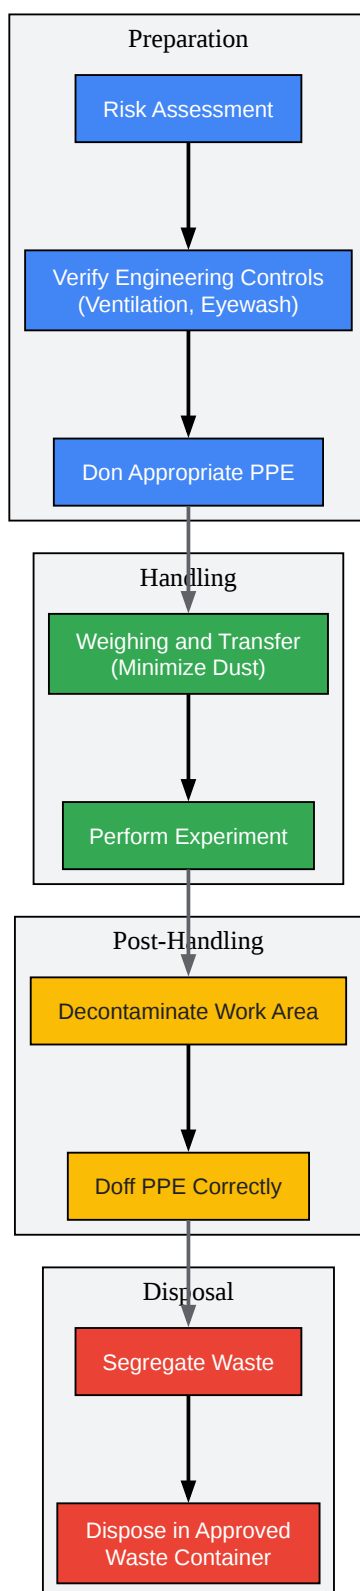 Preparation
Risk Assessment
Verify Engineering Controls
(Ventilation, Eyewash)
Don Appropriate PPE
Handling
Weighing and Transfer
(Minimize Dust)
Perform Experiment
Post-Handling
Decontaminate Work Area
Doff PPE Correctly
Disposal
Segregate Waste
Dispose in Approved
Waste Container